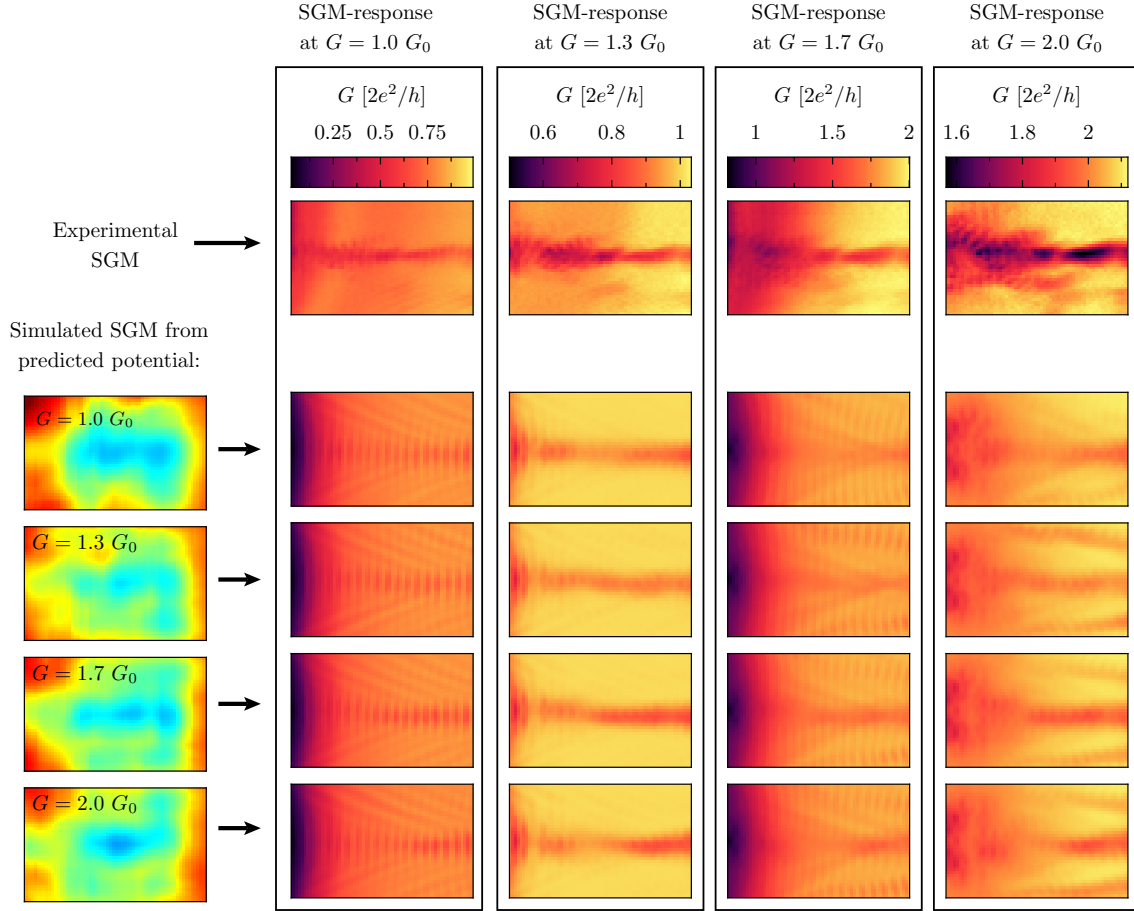 SGM-response
at G = 1.0 G₀
SGM-response
at G = 1.3 G₀
SGM-response
at G = 1.7 G₀
SGM-response
at G = 2.0 G₀
G [2e²/h]
0.25 0.5 0.75
G [2e²/h]
0.6 0.8 1
G [2e²/h]
1 1.5 2
G [2e²/h]
1.6 1.8 2
Experimental
SGM
Simulated SGM from
predicted potential:
G = 1.0 G₀
G = 1.3 G₀
G = 1.7 G₀
G = 2.0 G₀